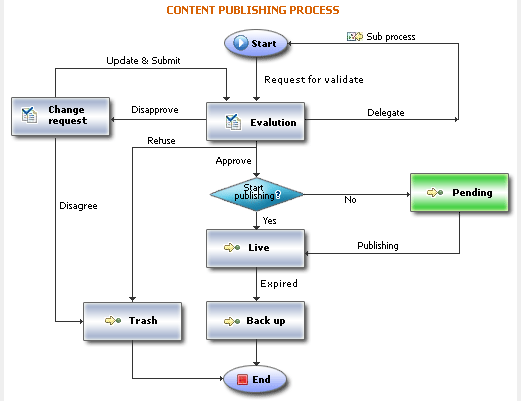 CONTENT PUBLISHING PROCESS
Start
Sub process
Update & Submit
Request for validate
Change
request
Disapprove
Evalution
Delegate
Refuse
Approve
Start
publishing?
No
Pending
Disagree
Yes
Live
Publishing
Expired
Trash
Back up
End